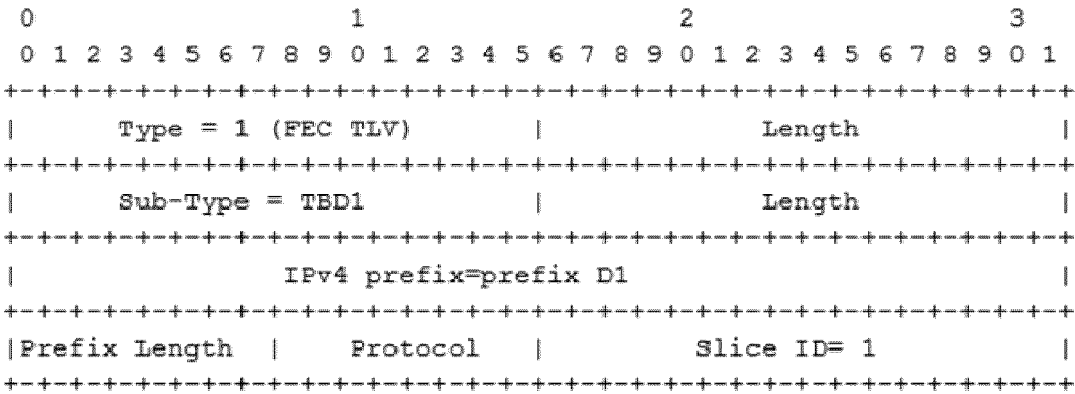 0                   1                   2                   3
0 1 2 3 4 5 6 7 8 9 0 1 2 3 4 5 6 7 8 9 0 1 2 3 4 5 6 7 8 9 0 1
+-+-+-+-+-+-+-+-+-+-+-+-+-+-+-+-+-+-+-+-+-+-+-+-+-+-+-+-+-+-+-+-+
|      Type = 1 (FEC TLV)       |             Length            |
+-+-+-+-+-+-+-+-+-+-+-+-+-+-+-+-+-+-+-+-+-+-+-+-+-+-+-+-+-+-+-+-+
|      Sub-Type = TBD1          |             Length            |
+-+-+-+-+-+-+-+-+-+-+-+-+-+-+-+-+-+-+-+-+-+-+-+-+-+-+-+-+-+-+-+-+
|                IPv4 prefix=prefix D1                          |
+-+-+-+-+-+-+-+-+-+-+-+-+-+-+-+-+-+-+-+-+-+-+-+-+-+-+-+-+-+-+-+-+
|Prefix Length  |    Protocol   |         Slice ID= 1           |
+-+-+-+-+-+-+-+-+-+-+-+-+-+-+-+-+-+-+-+-+-+-+-+-+-+-+-+-+-+-+-+-+